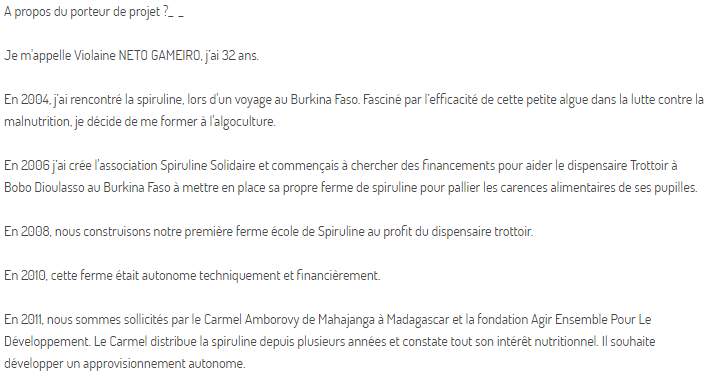 A propos du porteur de projet ?_ _
Je m'appelle Violaine NETO GAMEIRO, j'ai 32 ans.
En 2004, j'ai rencontré la spiruline, lors d'un voyage au Burkina Faso. Fasciné par l'efficacité de cette petite algue dans la lutte contre la
malnutrition, je décide de me former à l'algoculture.
En 2006 j'ai crée l'association Spiruline Solidaire et commençais à chercher des financements pour aider le dispensaire Trottoir à
Bobo Dioulasso au Burkina Faso à mettre en place sa propre ferme de spiruline pour pallier les carences alimentaires de ses pupilles.
En 2008, nous construisons notre première ferme école de Spiruline au profit du dispensaire trottoir.
En 2010, cette ferme était autonome techniquement et financièrement.
En 2011, nous sommes sollicités par le Carmel Amborovy de Mahajanga à Madagascar et la fondation Agir Ensemble Pour Le
Développement. Le Carmel distribue la spiruline depuis plusieurs années et constate tout son intérêt nutritionnel. Il souhaite
développer un approvisionnement autonome.